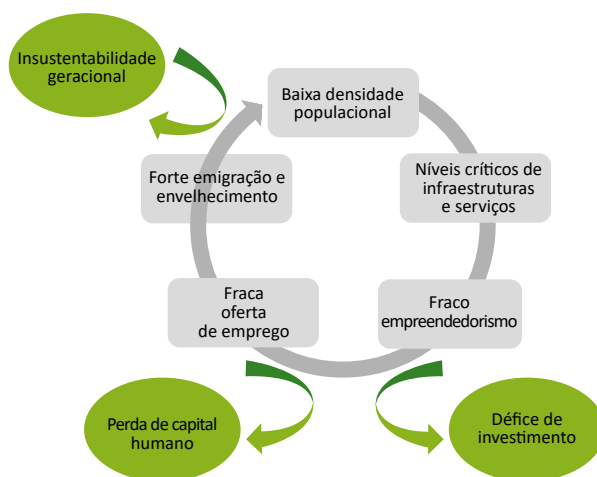 Insustentabilidade
geracional
Baixa densidade
populacional
Níveis críticos de
infraestruturas
e serviços
Forte emigração e
envelhecimento
Fraca
oferta
de emprego
Fraco
empreendedorismo
Perda de capital
humano
Défice de
investimento